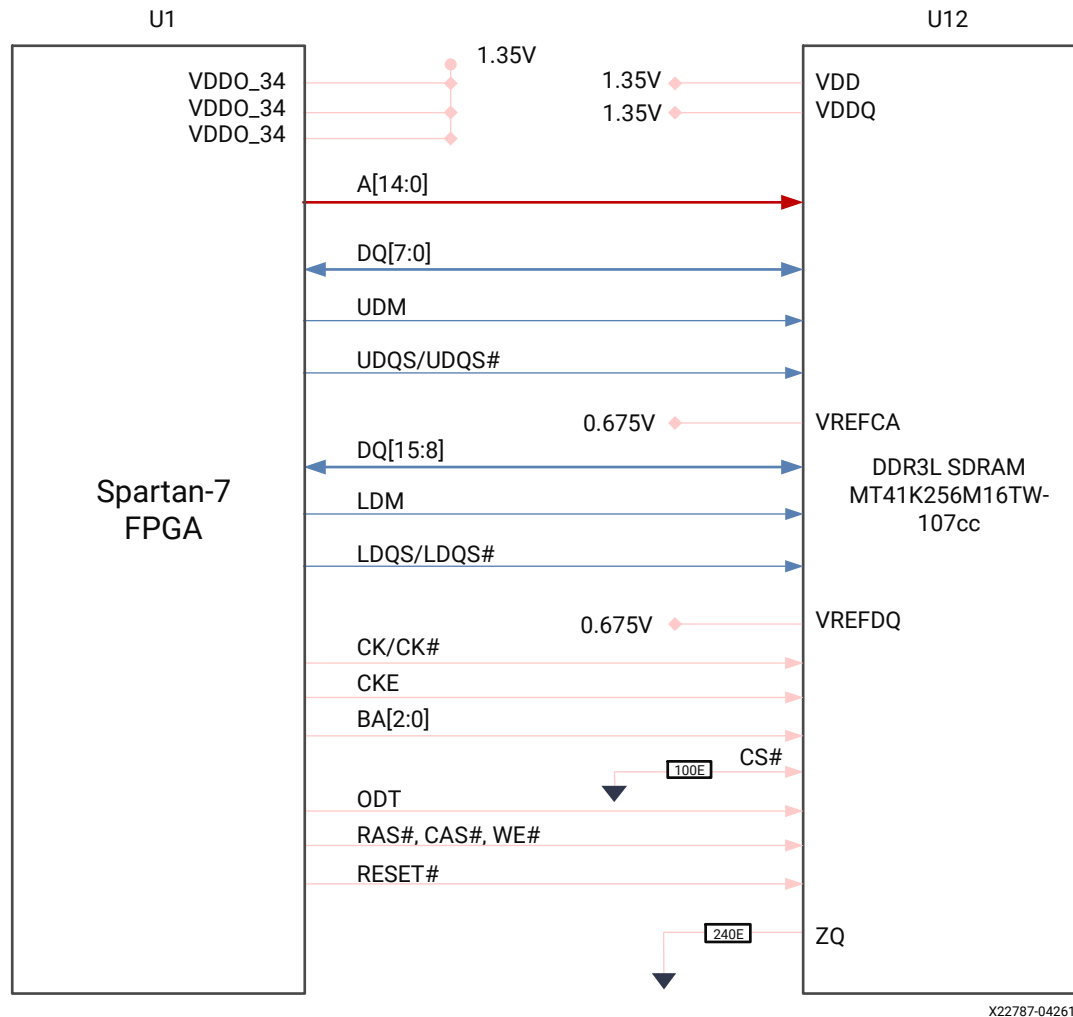 U1
U12
1.35V
VDDO_34
VDDO_34
VDDO_34
1.35V
1.35V
VDD
VDDQ
A[14:0]
DQ[7:0]
UDM
UDQS/UDQS#
0.675V
VREFCA
DQ[15:8]
Spartan-7
FPGA
DDR3L SDRAM
MT41K256M16TW-
107cc
LDM
LDQS/LDQS#
0.675V
VREFDQ
CK/CK#
CKE
BA[2:0]
CS#
100E
ODT
RAS#, CAS#, WE#
RESET#
240E
ZQ
X22787-04261